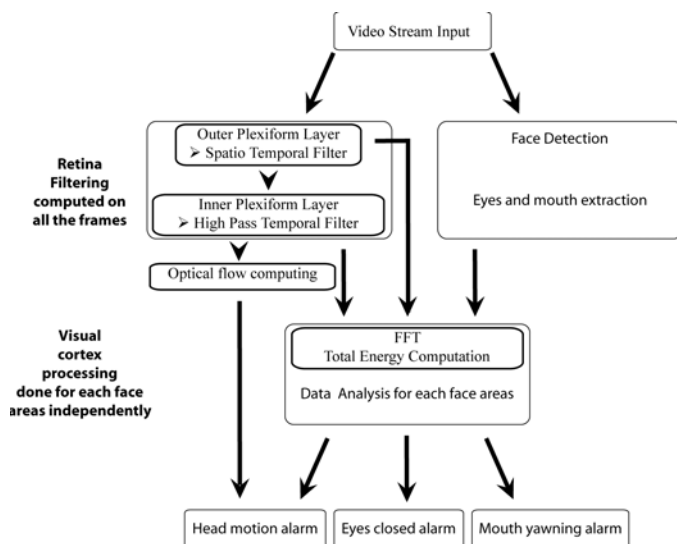 Video Stream Input
Outer Plexiform Layer
➢ Spatio Temporal Filter
Face Detection
Retina
Filtering
computed on
all the frames
Inner Plexiform Layer
➢ High Pass Temporal Filter
Eyes and mouth extraction
Optical flow computing
Visual
cortex
processing
done for each face
areas independently
FFT
Total Energy Computation
Data Analysis for each face areas
Head motion alarm
Eyes closed alarm
Mouth yawning alarm